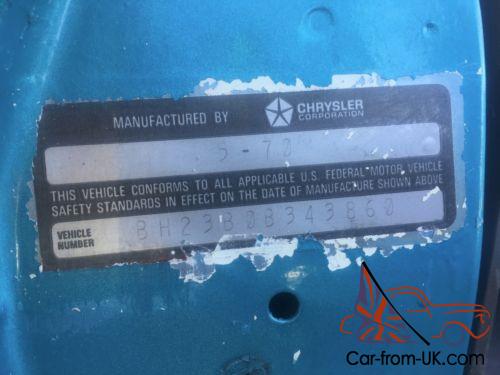 MANUFACTURED BY CHRYSLER CORPORATION
5-70
THIS VEHICLE CONFORMS TO ALL APPLICABLE U.S. FEDERAL MOTOR VEHICLE
SAFETY STANDARDS IN EFFECT ON THE DATE OF MANUFACTURE SHOWN ABOVE
VEHICLE NUMBER BH23B0B343860
Car-from-UK.com